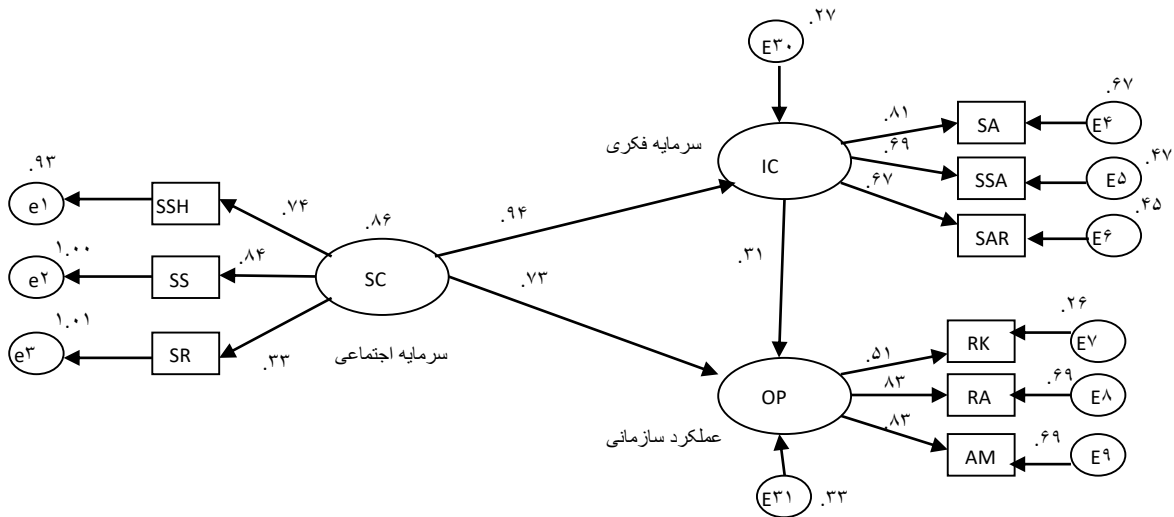 .۲۷
E۳۰
.۶۷
.۸۱
SA
E۴
سرمایه فکری
.۶۹
.۴۷
IC
SSA
E۵
.۹۳
.۶۷
.۴۵
e۱
SSH
.۷۴
.۹۴
SAR
E۶
.۸۶
۱.۰۰
.۸۴
.۳۱
e۲
SS
SC
.۷۳
۱.۰۱
.۲۶
e۳
SR
.۳۳
سرمایه اجتماعی
RK
E۷
.۵۱
OP
۸۳
RA
.۶۹
E۸
.۸۳
عملکرد سازمانی
AM
.۶۹
E۹
E۳۱
.۳۳